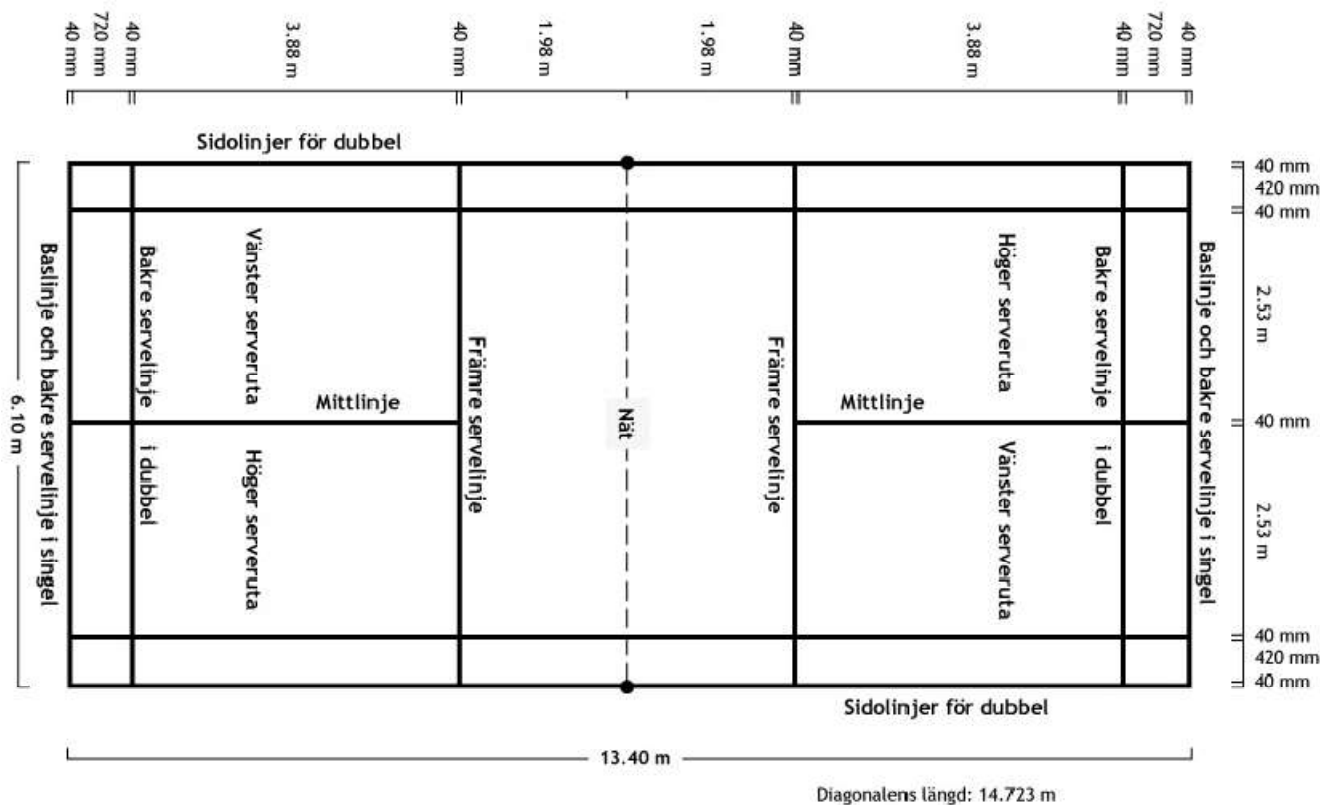 40 mm
720 mm
40 mm
3.88 m
40 mm
1.98 m
1.98 m
40 mm
3.88 m
40 mm
720 mm
40 mm
Sidolinjer för dubbel
40 mm
420 mm
40 mm
2.53 m
40 mm
2.53 m
40 mm
420 mm
40 mm
6.10 m
Baslinje och bakre servelinje i singel
Bakre servelinje i dubbel
Vänster serveruta
Höger serveruta
Mittlinje
Främre servelinje
Nät
Främre servelinje
Mittlinje
Höger serveruta
Vänster serveruta
Bakre servelinje i dubbel
Baslinje och bakre servelinje i singel
Sidolinjer för dubbel
13.40 m
Diagonalens längd: 14.723 m